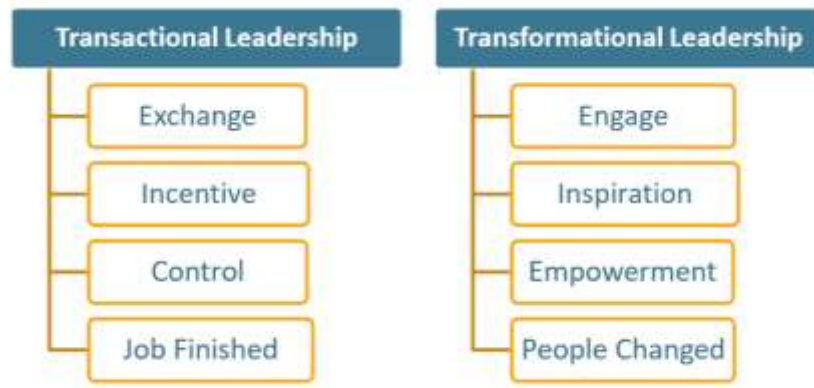 Transactional Leadership
Exchange
Incentive
Control
Job Finished
Transformational Leadership
Engage
Inspiration
Empowerment
People Changed